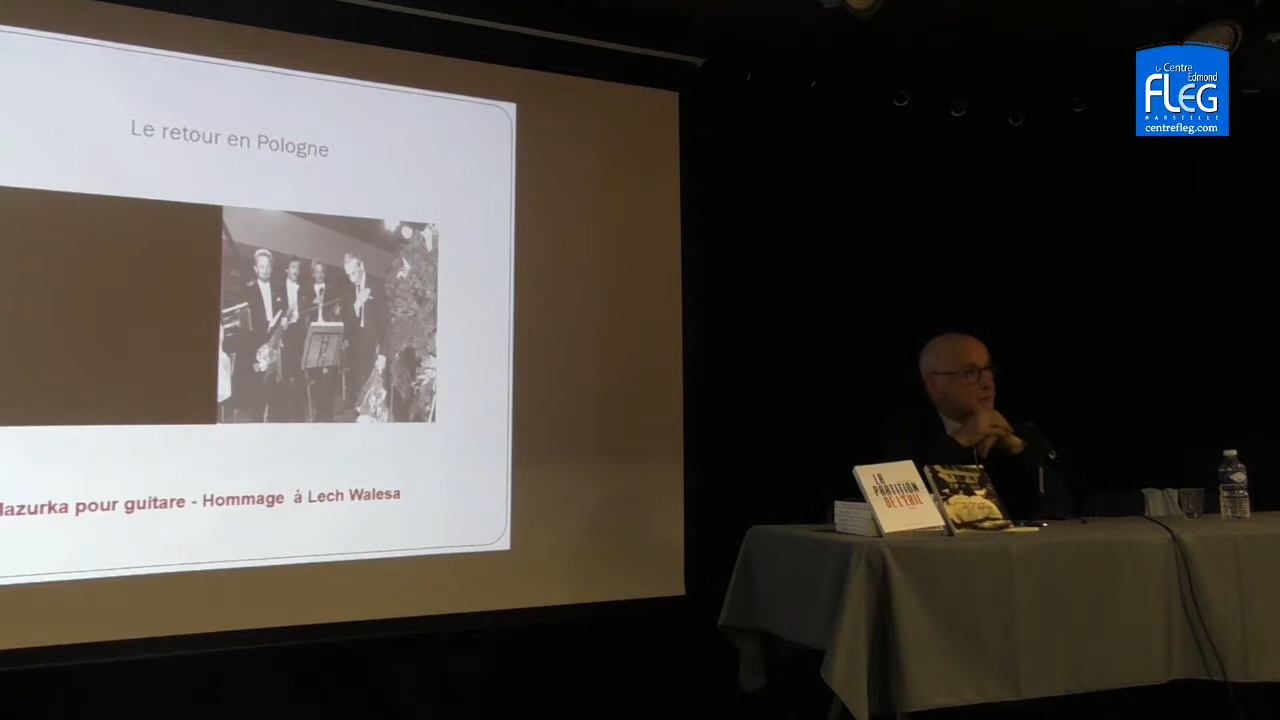 Le Centre
Edmond
FLEG
MARSEILLE
centrefleg.com
Le retour en Pologne
Mazurka pour guitare - Hommage à Lech Walesa
LA
PARTITION
DE L'EXIL